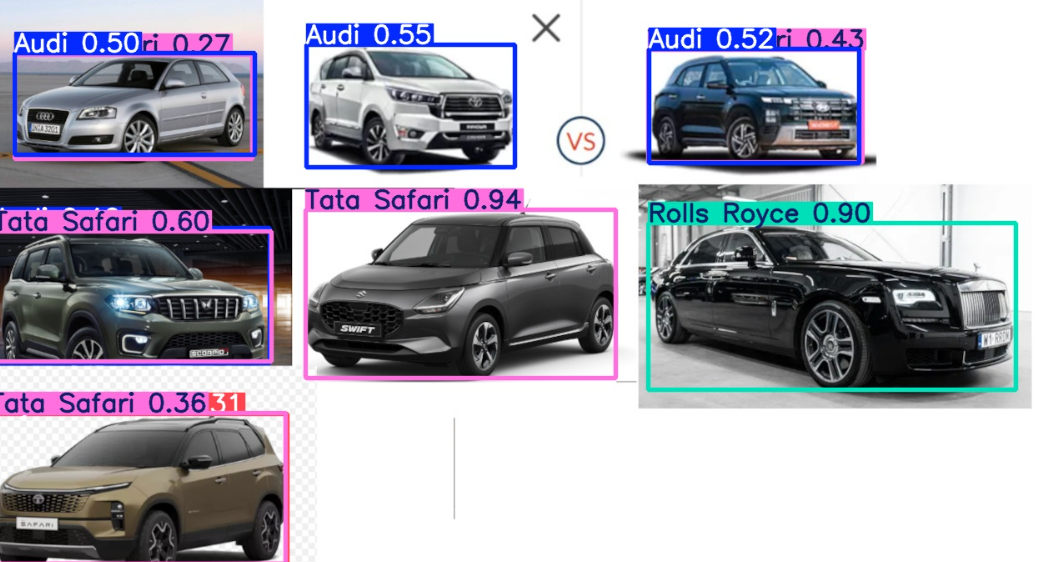 Audi 0.50 ri 0.27
Audi 0.55
Audi 0.52 ri 0.43
VS
Tata Safari 0.60
Tata Safari 0.94
Rolls Royce 0.90
SWIFT
SCORPIO
Tata Safari 0.36 31
SAFARI